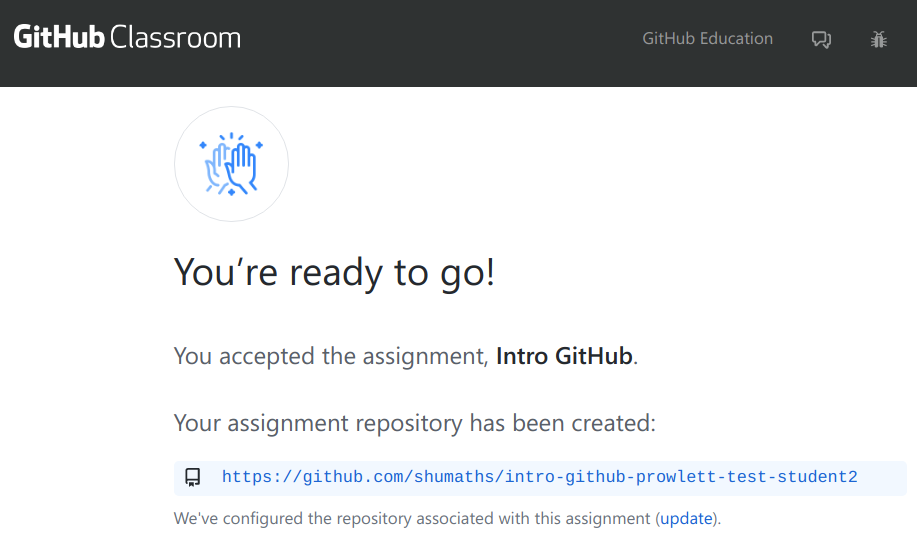 GitHub Classroom
GitHub Education
You're ready to go!
You accepted the assignment, Intro GitHub.
Your assignment repository has been created:
https://github.com/shumaths/intro-github-prowlett-test-student2
We've configured the repository associated with this assignment (update).